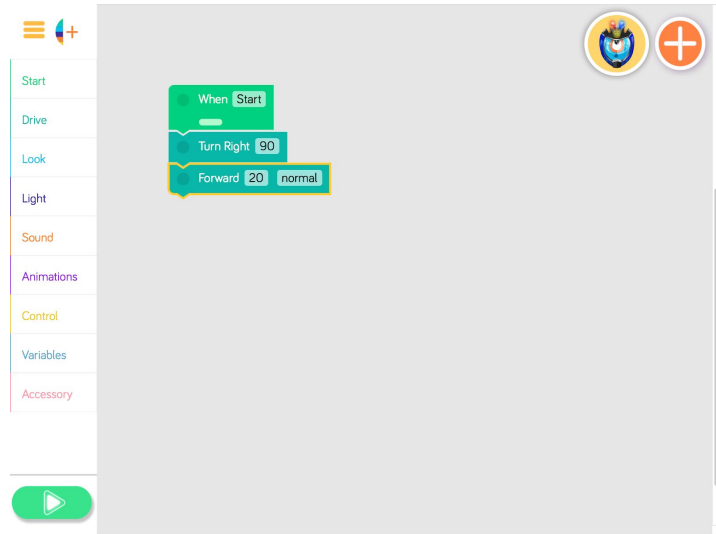 Start
Drive
Look
Light
Sound
Animations
Control
Variables
Accessory
When Start
Turn Right 90
Forward 20 normal